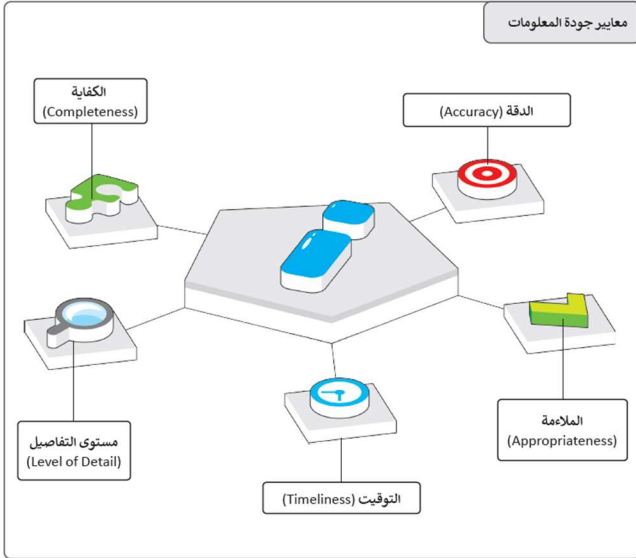 معايير جودة المعلومات
الدقة (Accuracy)
الكفاية
(Completeness)
الملاءمة
(Appropriateness)
مستوى التفاصيل
(Level of Detail)
التوقيت (Timeliness)